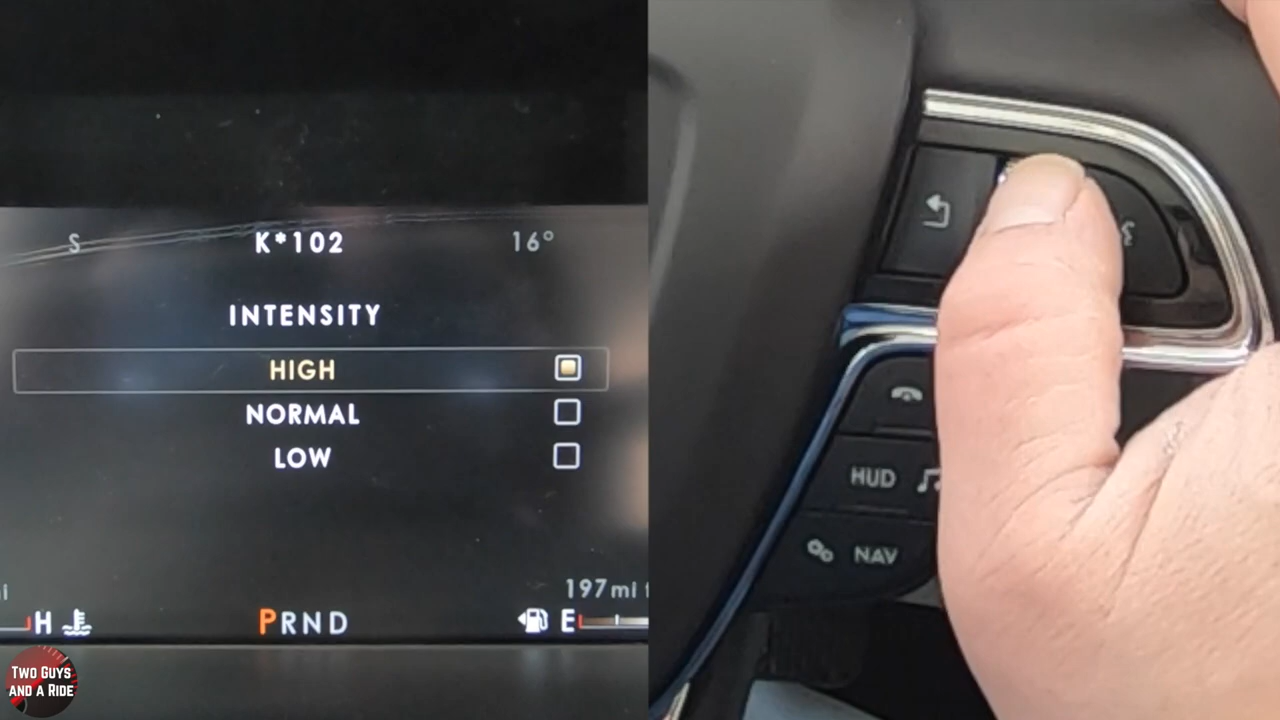 S K*102 16°
INTENSITY
HIGH
NORMAL
LOW
197mi
H PRND E
HUD
NAV
TWO GUYS
AND A RIDE